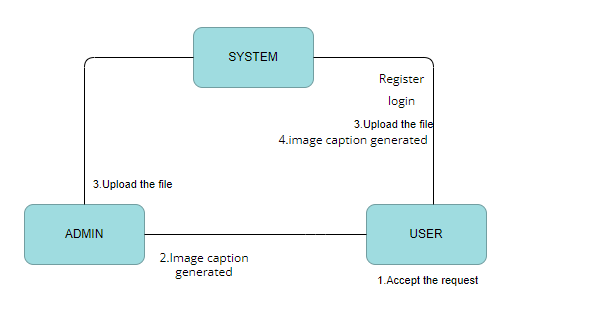 SYSTEM
Register
login
3.Upload the file
4.image caption generated
3.Upload the file
ADMIN
USER
2.Image caption
generated
1.Accept the request